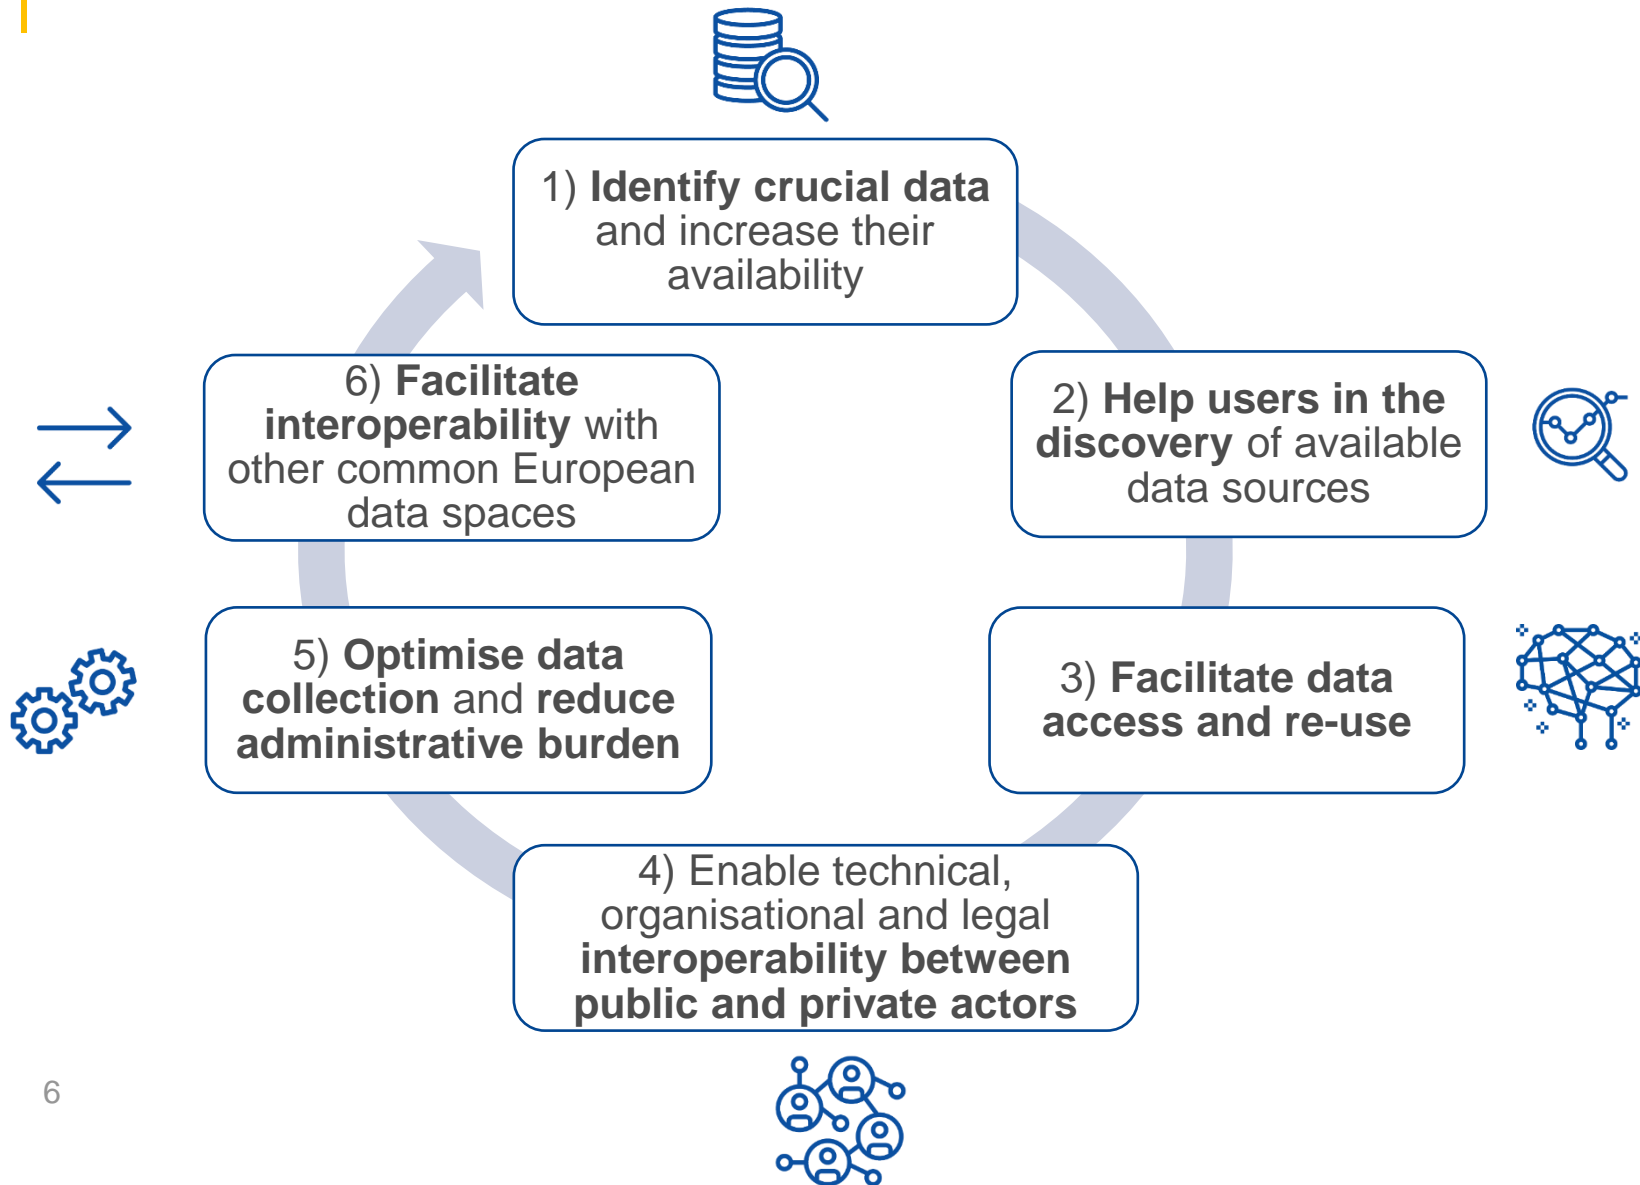 1) Identify crucial data
and increase their
availability
2) Help users in the
discovery of available
data sources
3) Facilitate data
access and re-use
4) Enable technical,
organisational and legal
interoperability between
public and private actors
5) Optimise data
collection and reduce
administrative burden
6) Facilitate
interoperability with
other common European
data spaces
6